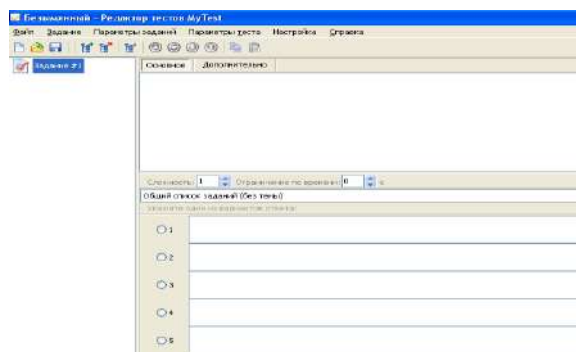 Безымянный - Редактор тестов MyTest
Файл Задание Параметры заданий Параметры теста Настройка Справка
Задание #1
Основное Дополнительно
Сложность: 1 Ограничение по времени: 0 с
Общий список заданий (без темы)
1
2
3
4
5